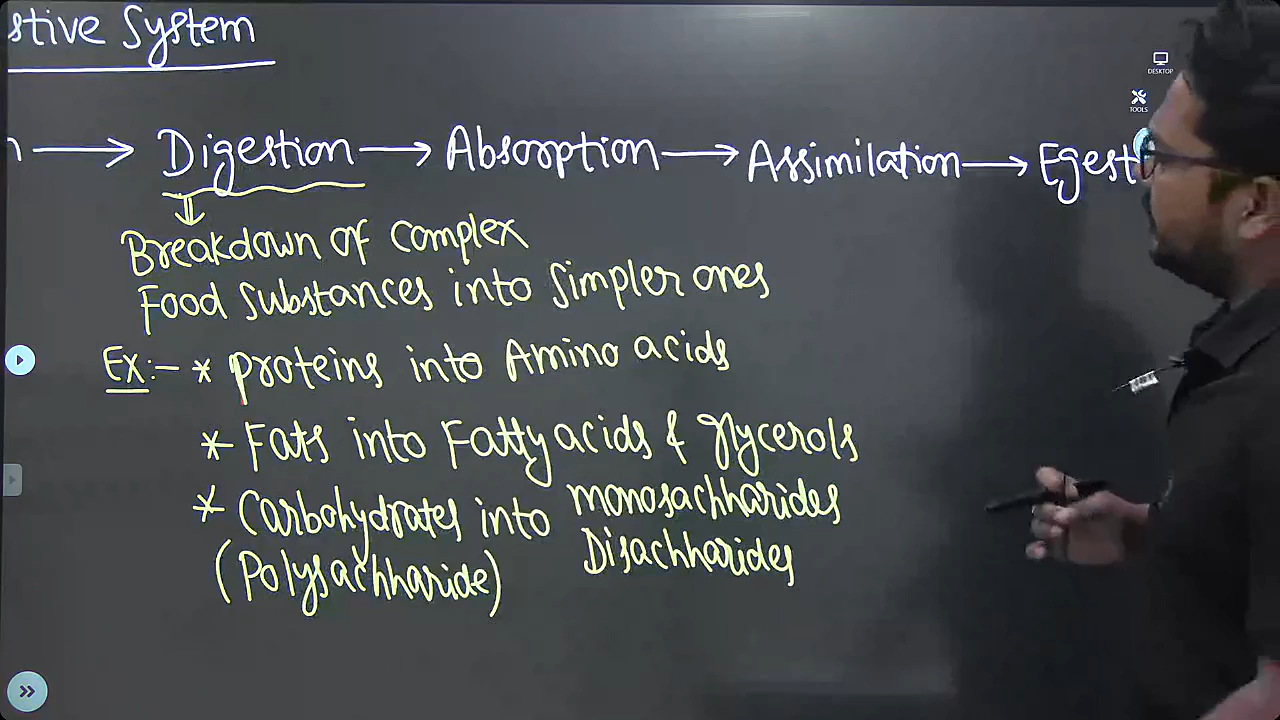 stive System
n → Digestion → Absorption → Assimilation → Egest
Breakdown of complex
Food Substances into Simpler ones
Ex:- * proteins into Amino acids
* Fats into Fatty acids & glycerols
* Carbohydrates into monosachharides
(Polysachharide) Disachharides
DESKTOP
TOOLS